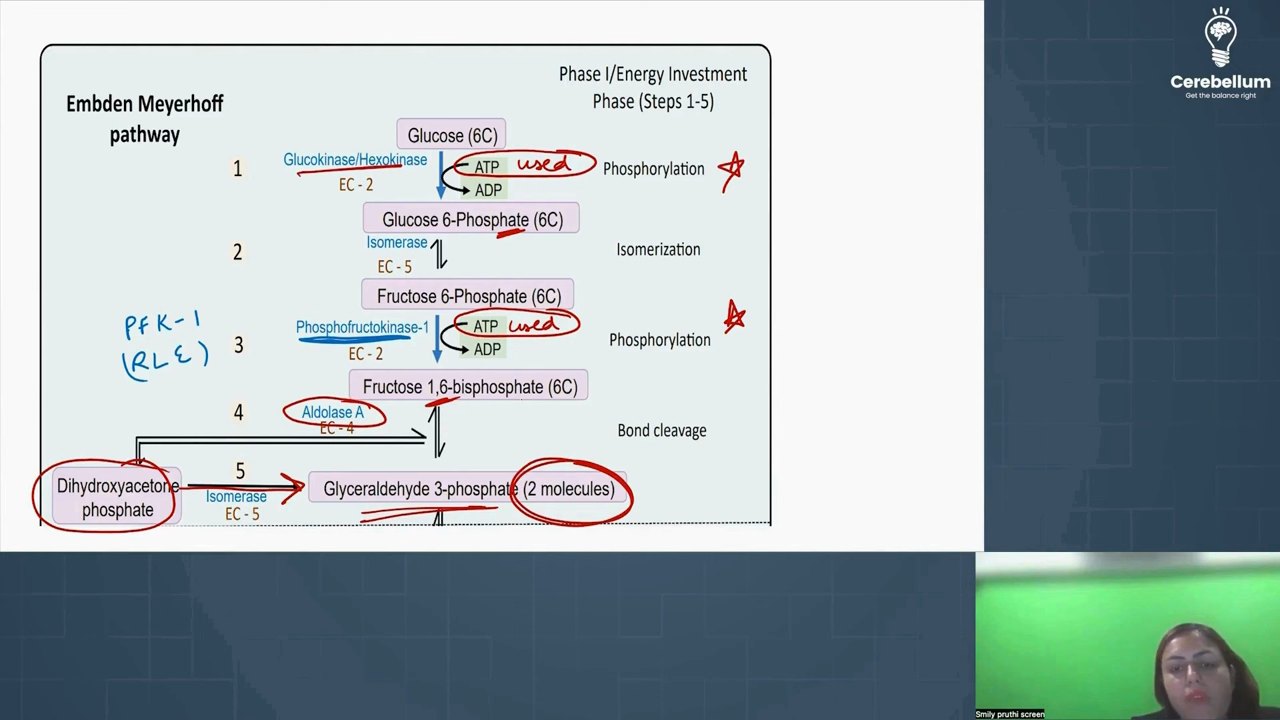 Cerebellum
Get the balance right
Phase I/Energy Investment
Phase (Steps 1-5)
Embden Meyerhoff
pathway
Glucose (6C)
1
Glucokinase/Hexokinase
EC - 2
ATP used
ADP
Phosphorylation
Glucose 6-Phosphate (6C)
2
Isomerase
EC - 5
Isomerization
Fructose 6-Phosphate (6C)
PFK-1
(RLE)
3
Phosphofructokinase-1
EC - 2
ATP used
ADP
Phosphorylation
Fructose 1,6-bisphosphate (6C)
4
Aldolase A
EC - 4
Bond cleavage
Dihydroxyacetone
phosphate
5
Isomerase
EC - 5
Glyceraldehyde 3-phosphate (2 molecules)
Smily pruthi screen